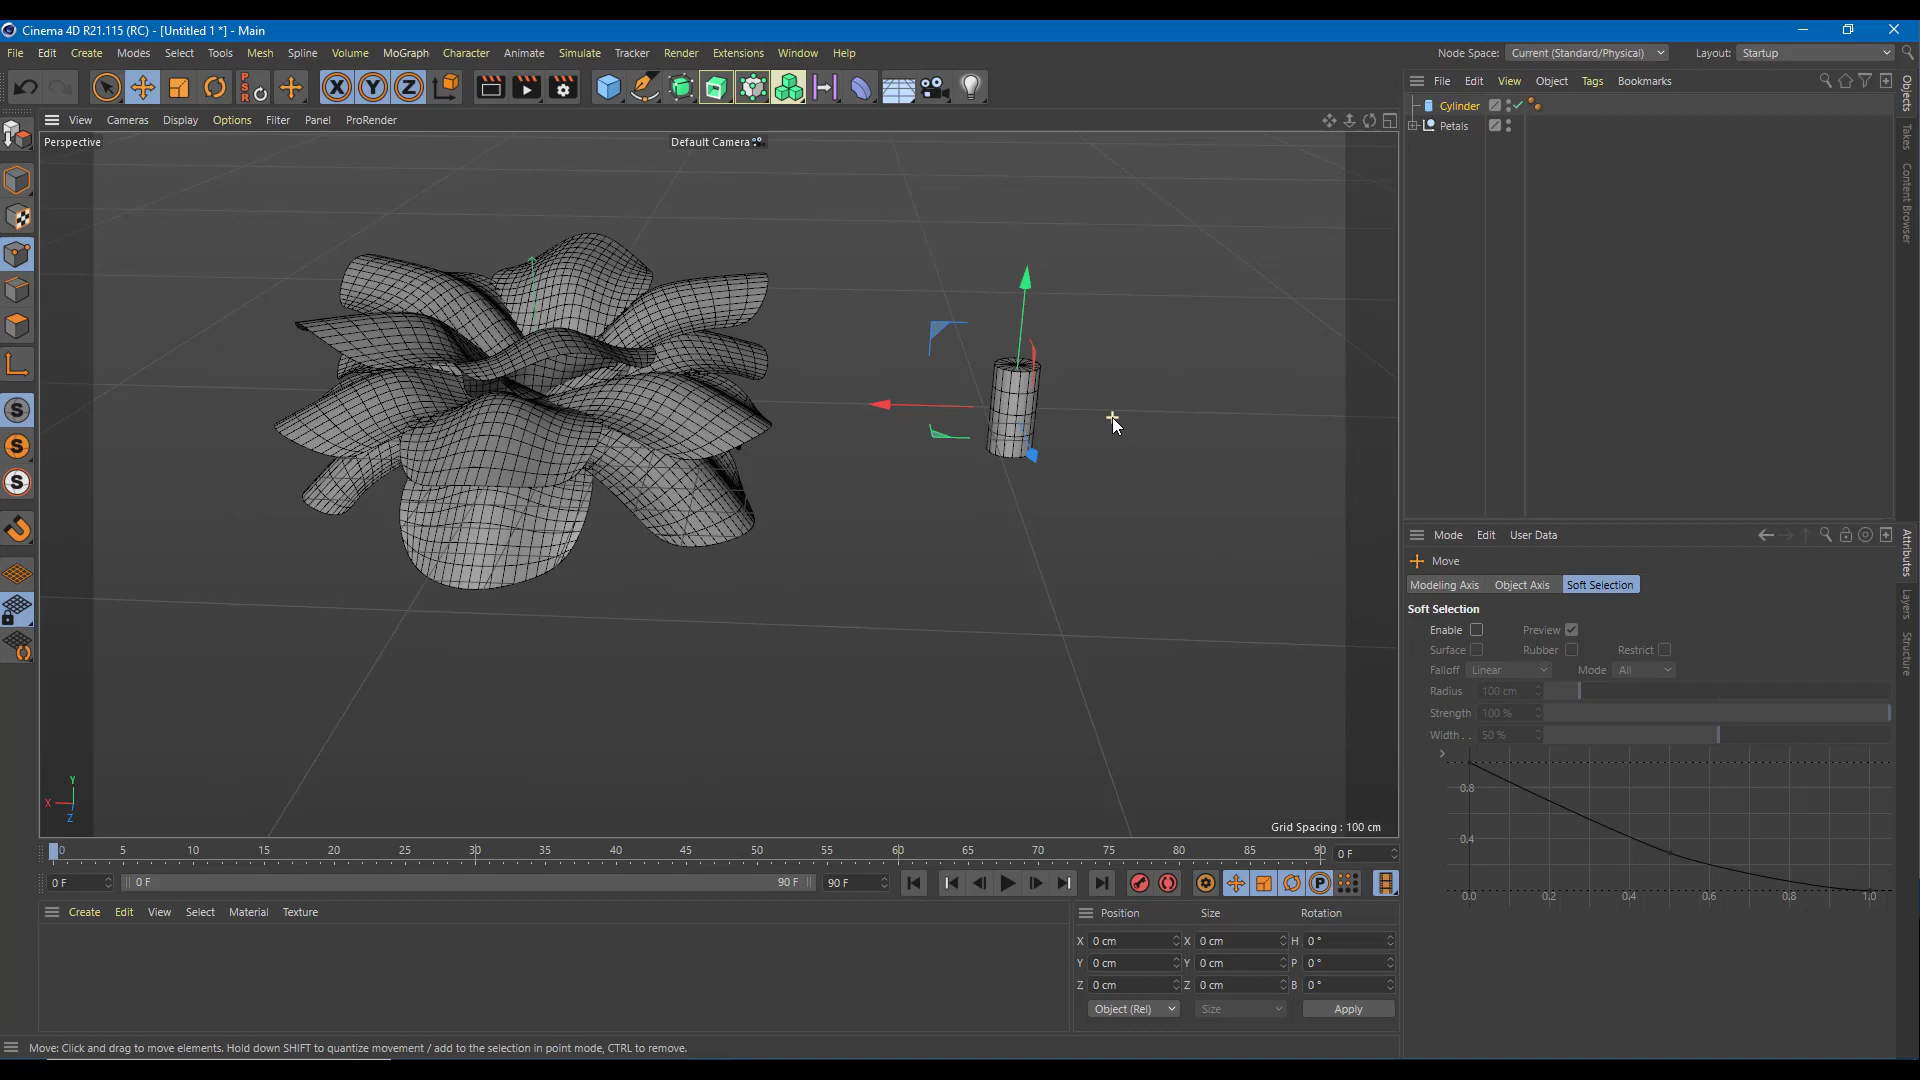 Cinema 4D R21.115 (RC) - [Untitled 1 *] - Main
File Edit Create Modes Select Tools Mesh Spline Volume MoGraph Character Animate Simulate Tracker Render Extensions Window Help
Node Space: Current (Standard/Physical) Layout: Startup
PSR
X Y Z
File Edit View Object Tags Bookmarks
View Cameras Display Options Filter Panel ProRender
Perspective
Default Camera
Cylinder
Petals
Objects
Takes
Content Browser
S
S
S
Mode Edit User Data
Move
Modeling Axis Object Axis Soft Selection
Soft Selection
Enable Preview
Surface Rubber Restrict
Falloff Linear Mode All
Radius 100 cm
Strength 100 %
Width . . 50 %
0.8
0.4
0.0 0.2 0.4 0.6 0.8 1.0
Attributes
Layers
Structure
Y
X
Z
Grid Spacing : 100 cm
0 5 10 15 20 25 30 35 40 45 50 55 60 65 70 75 80 85 90 0 F
0 F 0 F 90 F 90 F
P
Create Edit View Select Material Texture
Position Size Rotation
X 0 cm X 0 cm H 0 °
Y 0 cm Y 0 cm P 0 °
Z 0 cm Z 0 cm B 0 °
Object (Rel) Size Apply
Move: Click and drag to move elements. Hold down SHIFT to quantize movement / add to the selection in point mode, CTRL to remove.